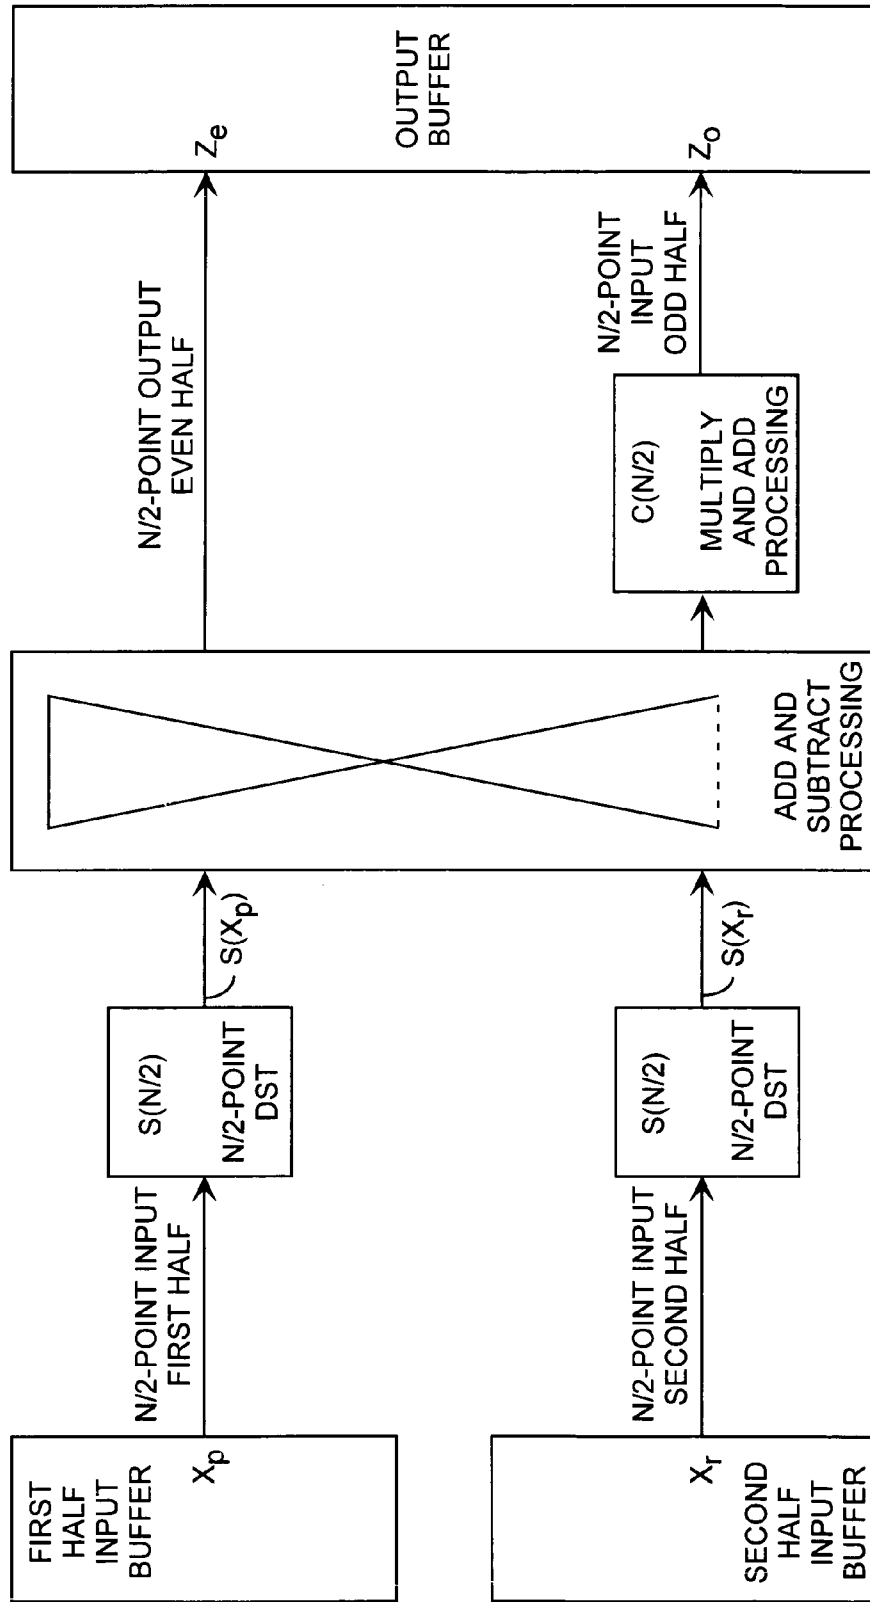 FIRST
HALF
INPUT
BUFFER
Xp
N/2-POINT INPUT
FIRST HALF
S(N/2)
N/2-POINT
DST
S(Xp)
SECOND
HALF
INPUT
BUFFER
Xr
N/2-POINT INPUT
SECOND HALF
S(N/2)
N/2-POINT
DST
S(Xr)
ADD AND
SUBTRACT
PROCESSING
N/2-POINT OUTPUT
EVEN HALF
C(N/2)
MULTIPLY
AND ADD
PROCESSING
N/2-POINT
INPUT
ODD HALF
Ze
Zo
OUTPUT
BUFFER